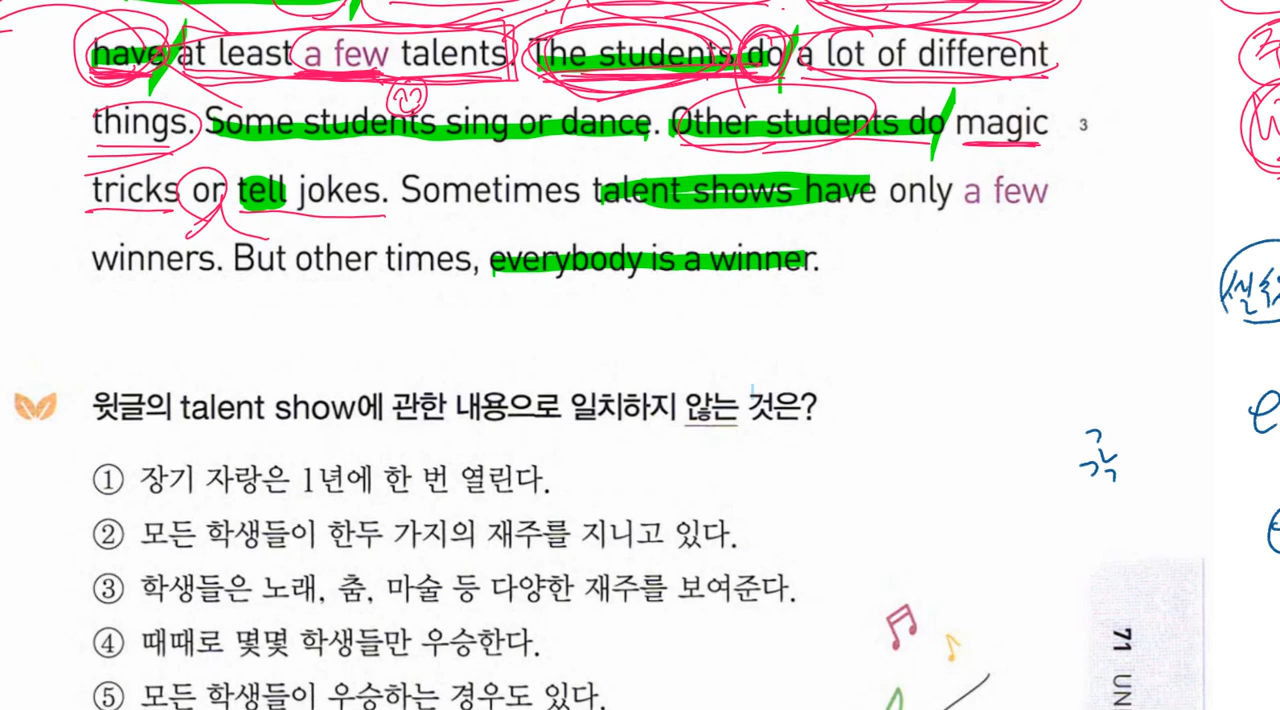 have at least a few talents. The students do a lot of different
things. Some students sing or dance. Other students do magic
3
tricks or tell jokes. Sometimes talent shows have only a few
winners. But other times, everybody is a winner.
윗글의 talent show에 관한 내용으로 일치하지 않는 것은?
각
① 장기 자랑은 1년에 한 번 열린다.
② 모든 학생들이 한두 가지의 재주를 지니고 있다.
③ 학생들은 노래, 춤, 마술 등 다양한 재주를 보여준다.
④ 때때로 몇몇 학생들만 우승한다.
⑤ 모든 학생들이 우승하는 경우도 있다.
71 UN